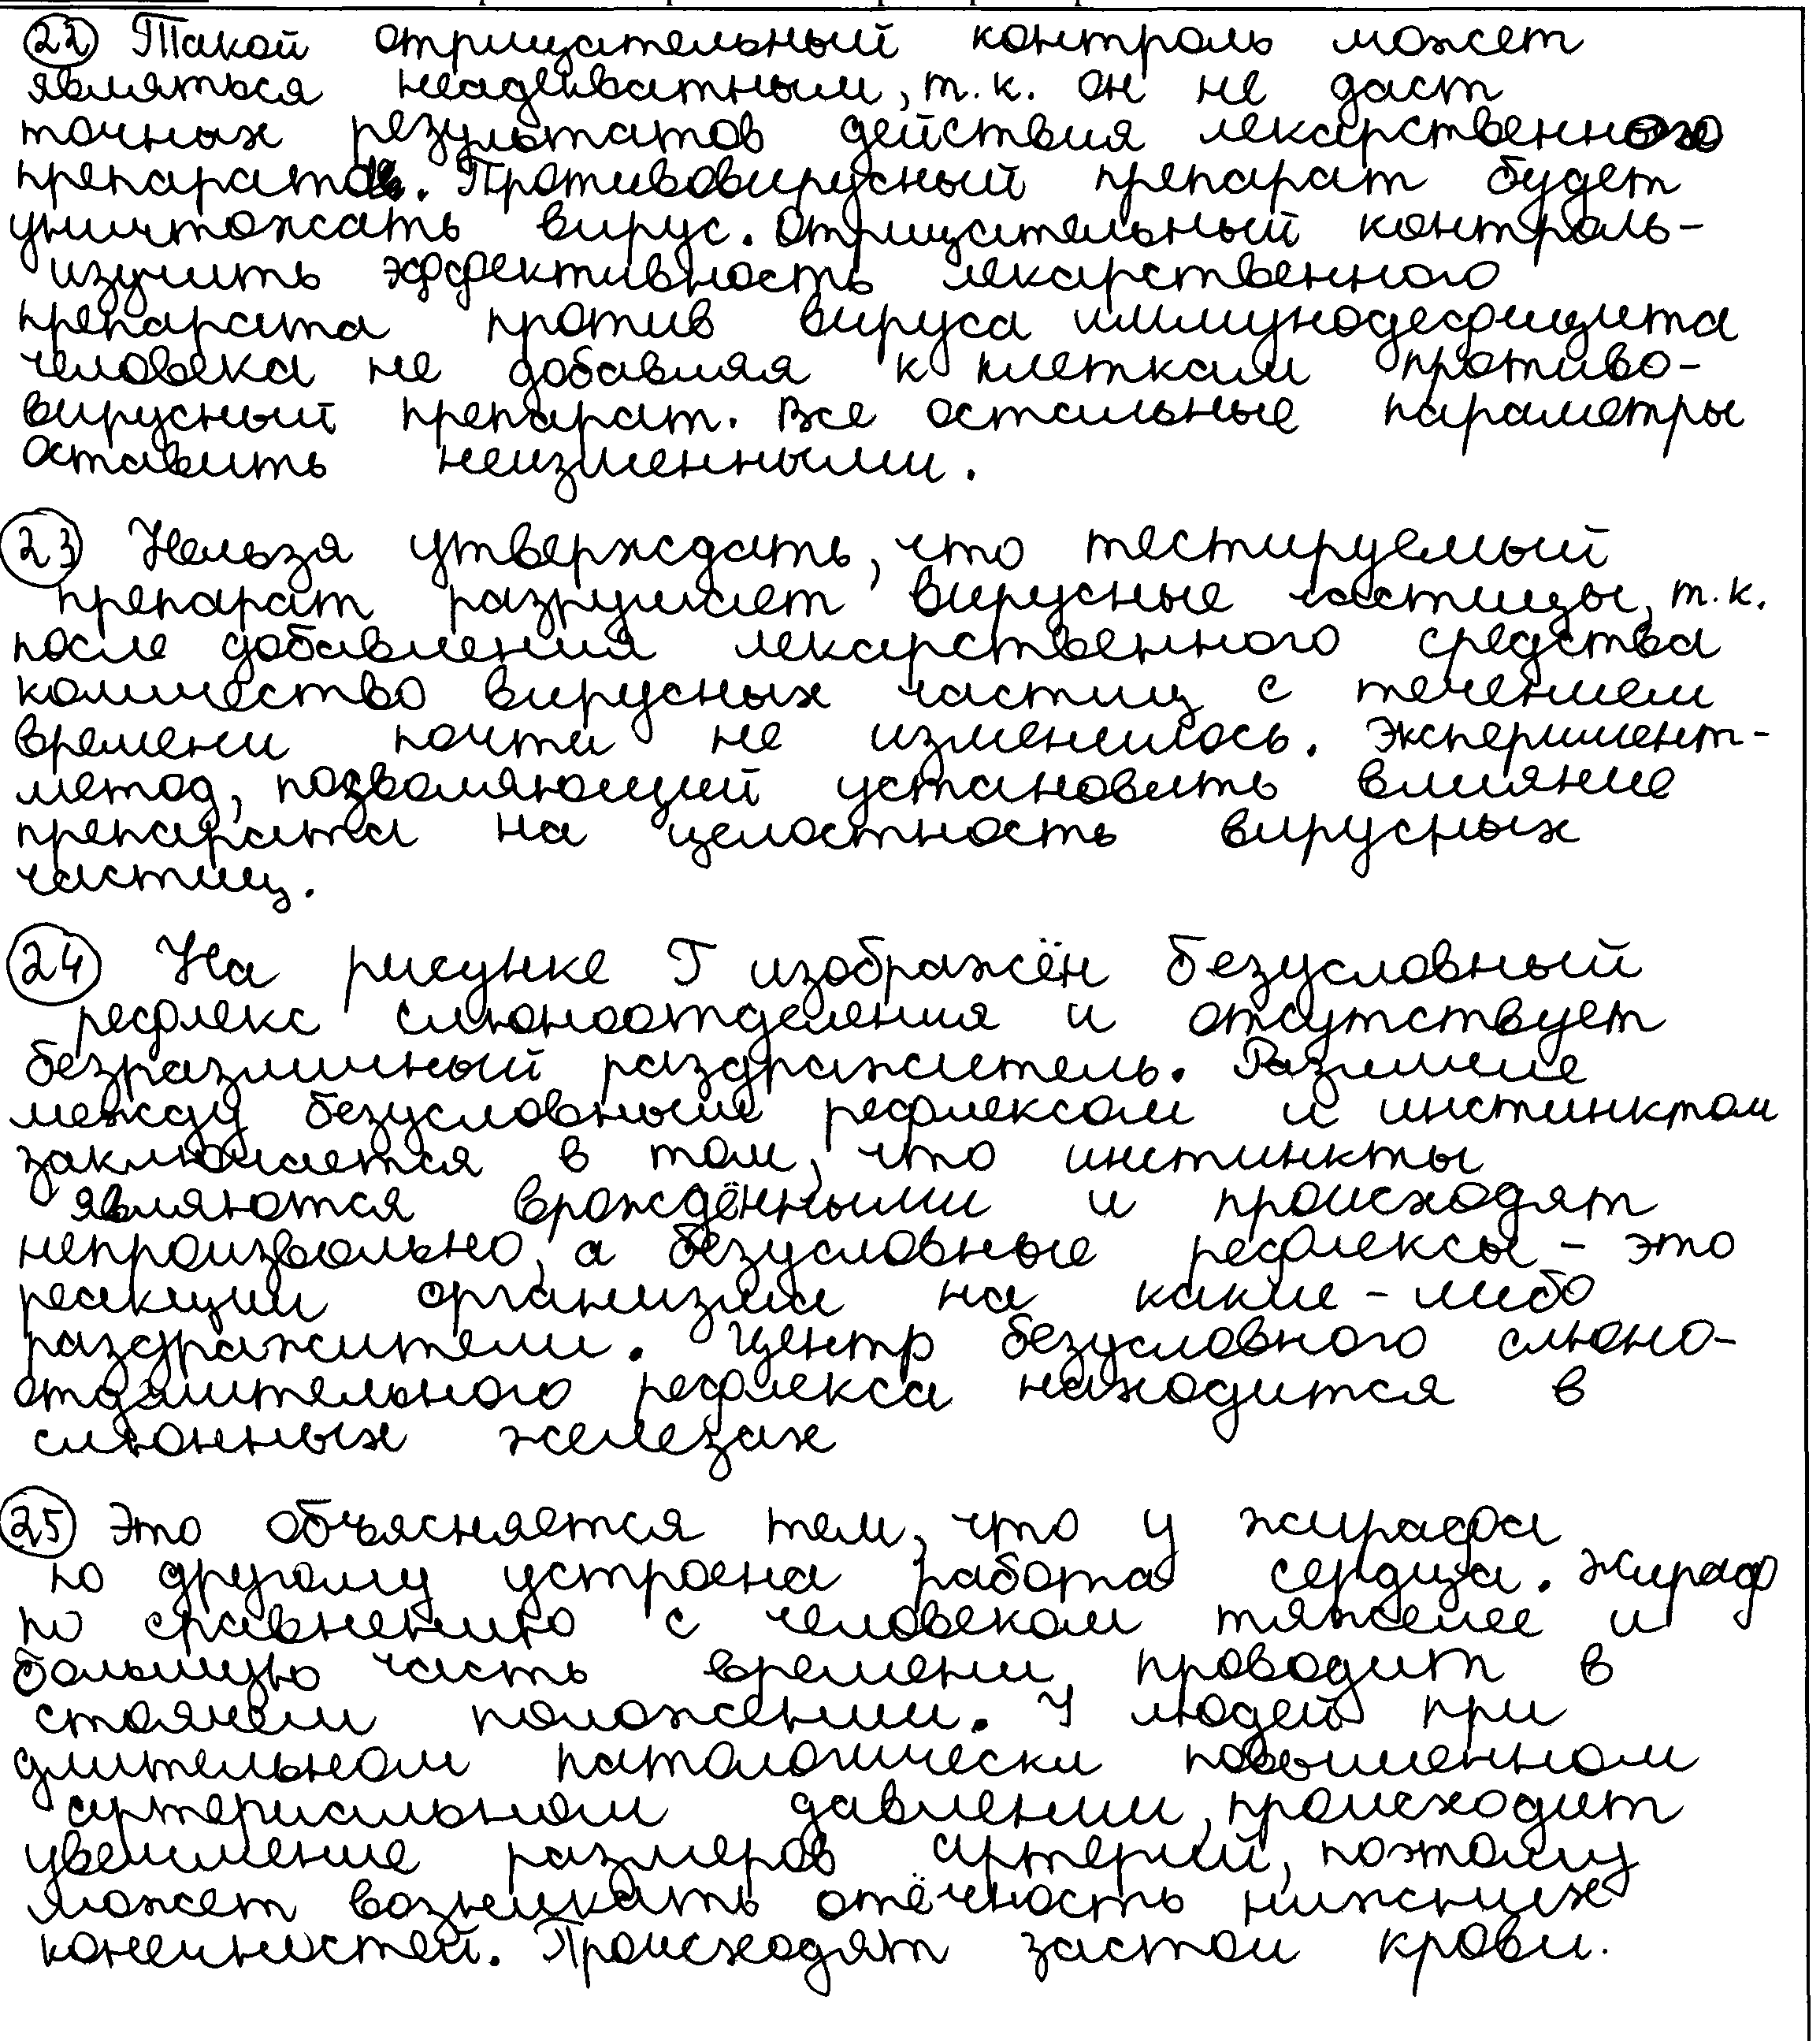 22 Такой отрицательный контроль может
являться неадекватным, т.к. он не даст
точных результатов действия лекарственного
препарата. Противовирусный препарат будет
уничтожать вирус. Отрицательный контроль-
изучить эффективность лекарственного
препарата против вируса иммунодефицита
человека не добавляя к клеткам противо-
вирусный препарат. Все остальные параметры
оставить неизменными.
23 Нельзя утверждать, что тестируемый
препарат разрушает вирусные частицы, т.к.
после добавления лекарственного средства
количество вирусных частиц с течением
времени почти не изменилось. Эксперимент-
метод, позволяющий установить влияние
препарата на целостность вирусных
частиц.
24 На рисунке Г изображён безусловный
рефлекс слюноотделения и отсутствует
безразличный раздражитель. Различие
между безусловным рефлексом и инстинктом
заключается в том, что инстинкты
являются врождёнными и происходят
непроизвольно, а безусловные рефлексы - это
реакции организма на какие-либо
раздражители. Центр безусловного слюно-
отделительного рефлекса находится в
слюнных железах
25 Это объясняется тем, что у жирафа
по другому устроена работа сердца. Жираф
по сравнению с человеком тяжелее и
большую часть времени проводит в
стоячем положении. У людей при
длительном патологически повышенном
артериальном давлении, происходит
увеличение размеров артерий, поэтому
может возникать отёчность нижних
конечностей. Происходят застои крови.